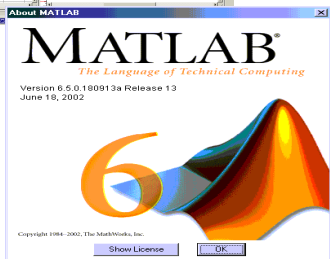 About MATLAB
MATLAB®
The Language of Technical Computing
Version 6.5.0.180913a Release 13
June 18, 2002
6
Copyright 1984-2002, The MathWorks, Inc.
Show License
OK